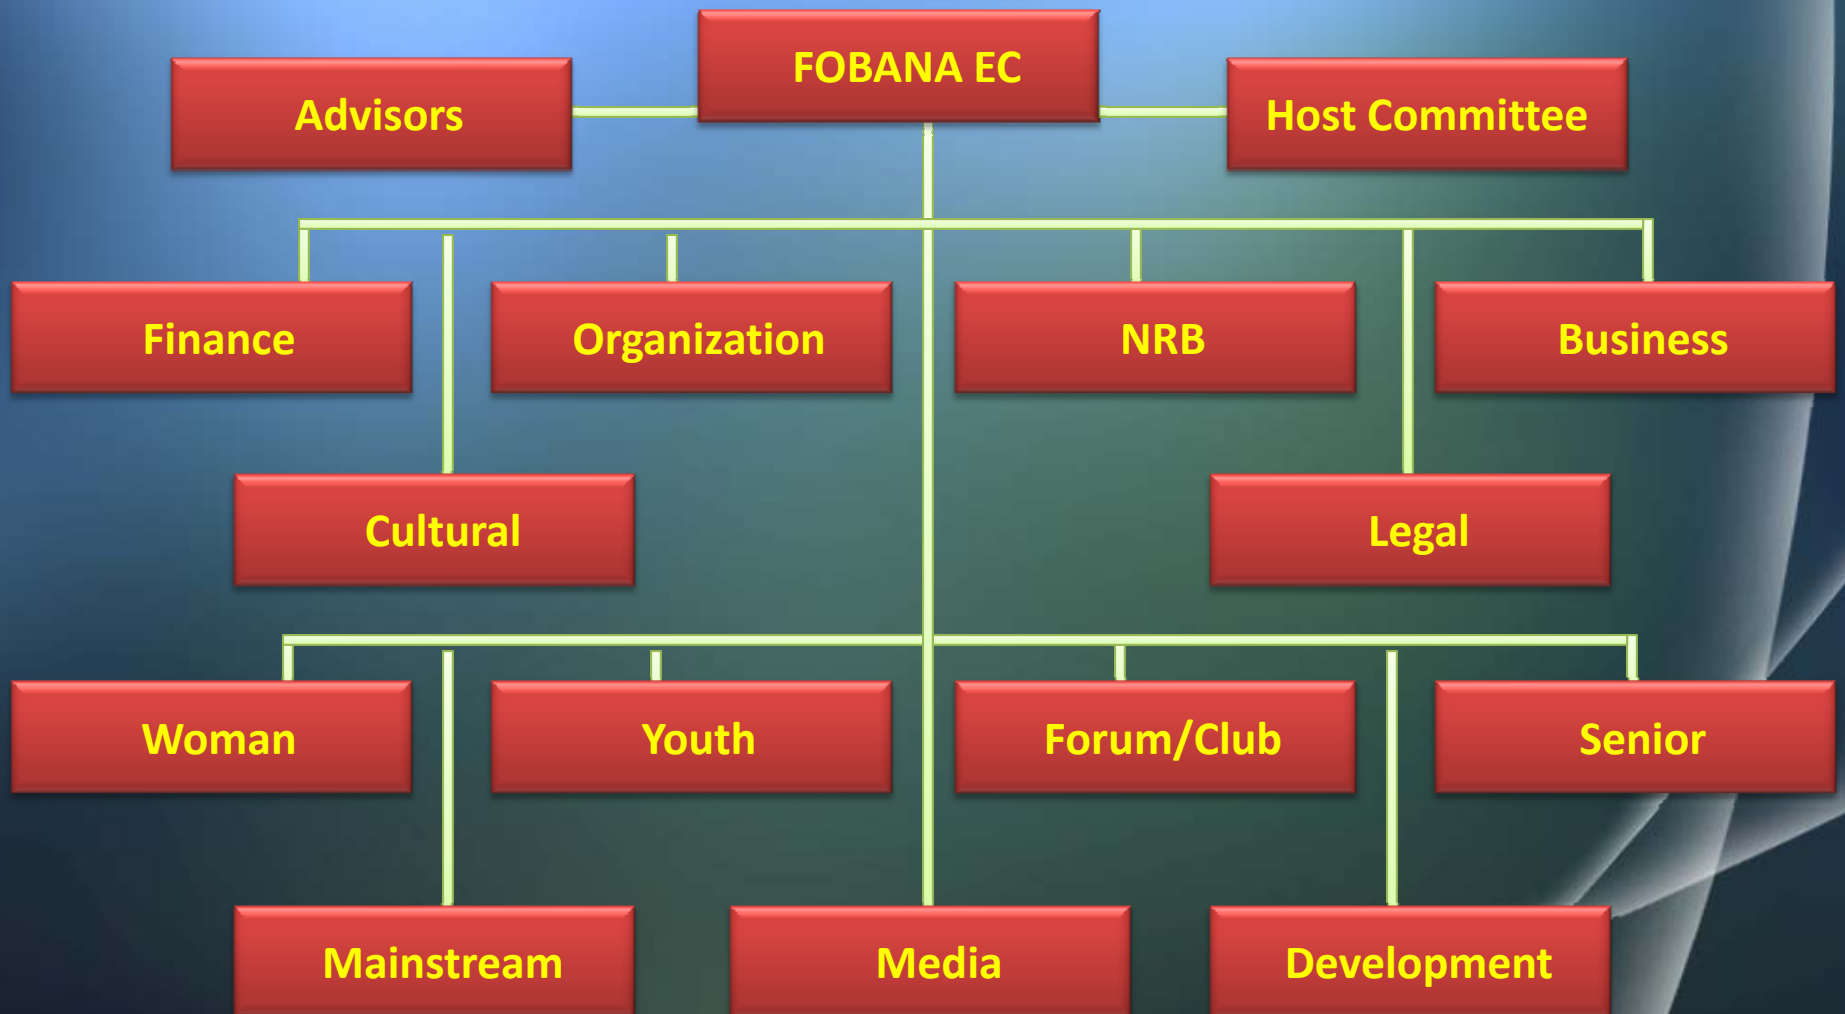 FOBANA EC
Advisors
Host Committee
Finance
Organization
NRB
Business
Cultural
Legal
Woman
Youth
Forum/Club
Senior
Mainstream
Media
Development